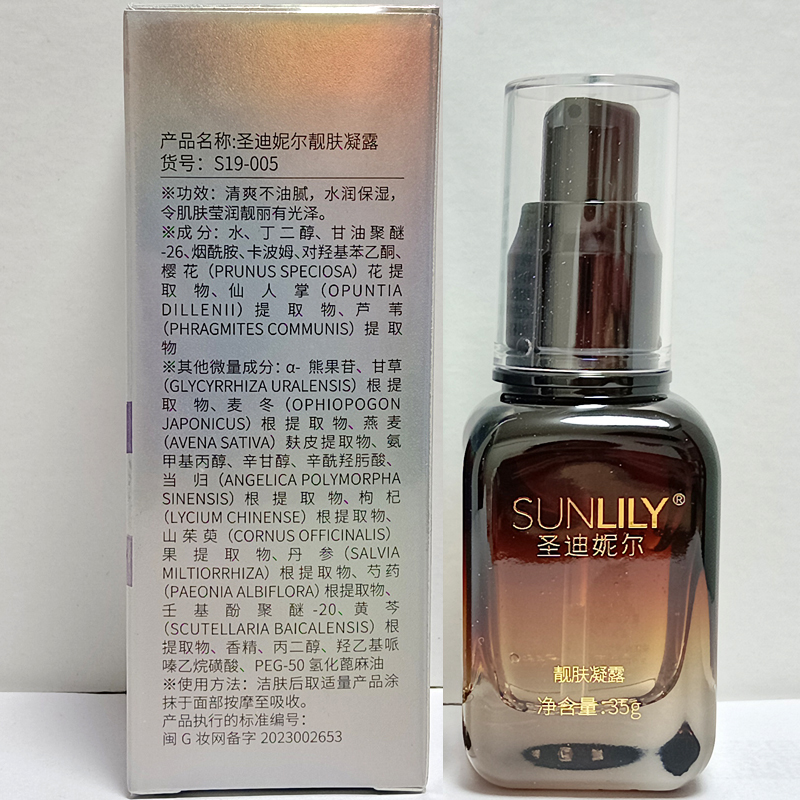 产品名称:圣迪妮尔靓肤凝露
货号：S19-005
※功效：清爽不油腻，水润保湿，
令肌肤莹润靓丽有光泽。
※成分：水、丁二醇、甘油聚醚
-26、烟酰胺、卡波姆、对羟基苯乙酮、
樱花（PRUNUS SPECIOSA）花提
取物、仙人掌（OPUNTIA
DILLENII）提取物、芦苇
（PHRAGMITES COMMUNIS）提取
物
※其他微量成分：α- 熊果苷、甘草
（GLYCYRRHIZA URALENSIS）根提
取物、麦冬（OPHIOPOGON
JAPONICUS）根提取物、燕麦
（AVENA SATIVA）麸皮提取物、氨
甲基丙醇、辛甘醇、辛酰羟肟酸、
当归（ANGELICA POLYMORPHA
SINENSIS）根提取物、枸杞
（LYCIUM CHINENSE）根提取物、
山茱萸（CORNUS OFFICINALIS）
果提取物、丹参（SALVIA
MILTIORRHIZA）根提取物、芍药
（PAEONIA ALBIFLORA）根提取物、
壬基酚聚醚-20、黄芩
（SCUTELLARIA BAICALENSIS）根
提取物、香精、丙二醇、羟乙基哌
嗪乙烷磺酸、PEG-50 氢化蓖麻油
※使用方法：洁肤后取适量产品涂
抹于面部按摩至吸收。
产品执行的标准编号：
闽 G 妆网备字 2023002653
SUNLILY®
圣迪妮尔
靓肤凝露
净含量:35g